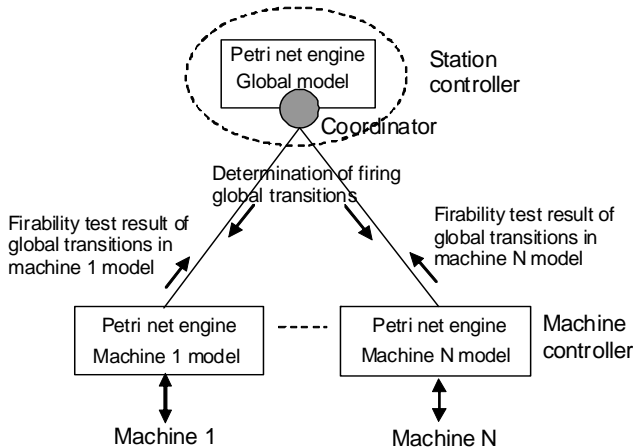 Petri net engine
Global model
Station
controller
Coordinator
Determination of firing
global transitions
Firability test result of
global transitions in
machine 1 model
Firability test result of
global transitions in
machine N model
Petri net engine
Machine 1 model
Petri net engine
Machine N model
Machine
controller
Machine 1
Machine N